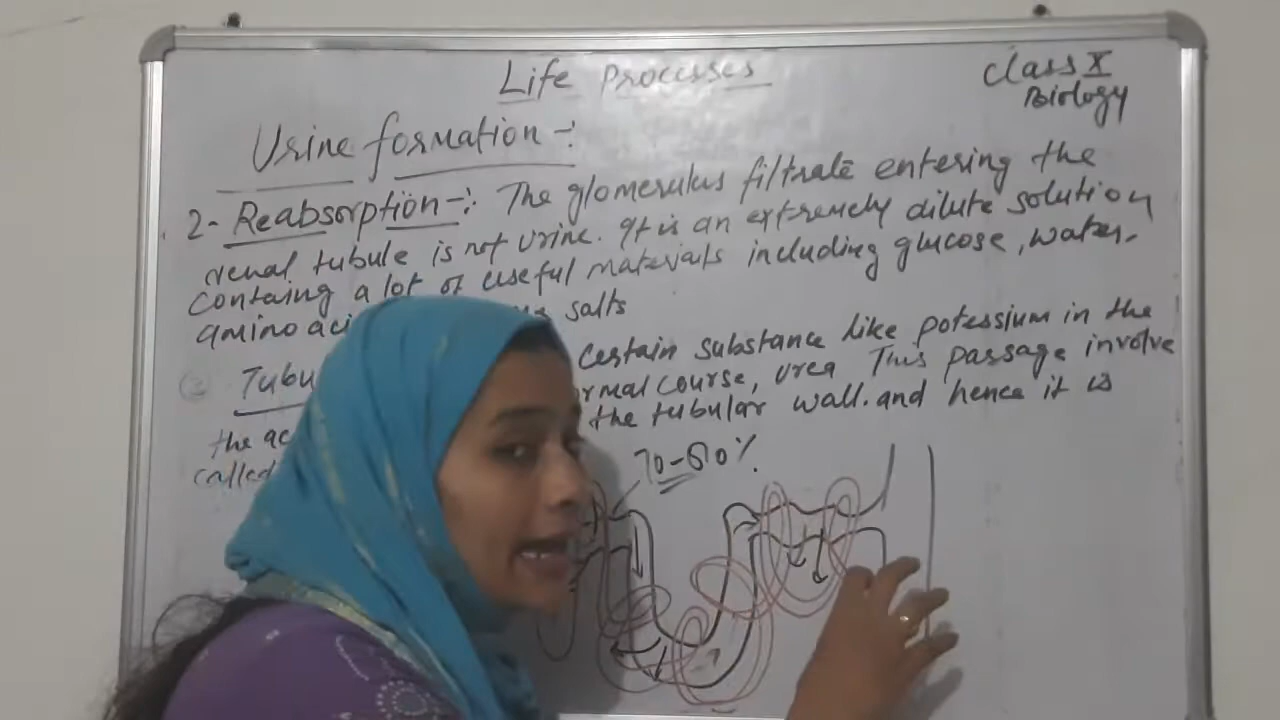 Life Processes
Class X
Biology
Urine formation -:
2- Reabsorption-: The glomerulus filtrate entering the
renal tubule is not urine. It is an extremely dilute solution
containg a lot of useful materials including glucose, water,
amino aci salts
Tubu certain substance like potessium in the
rmal course, urea This passage involve
the ac the tubular wall. and hence it is
called